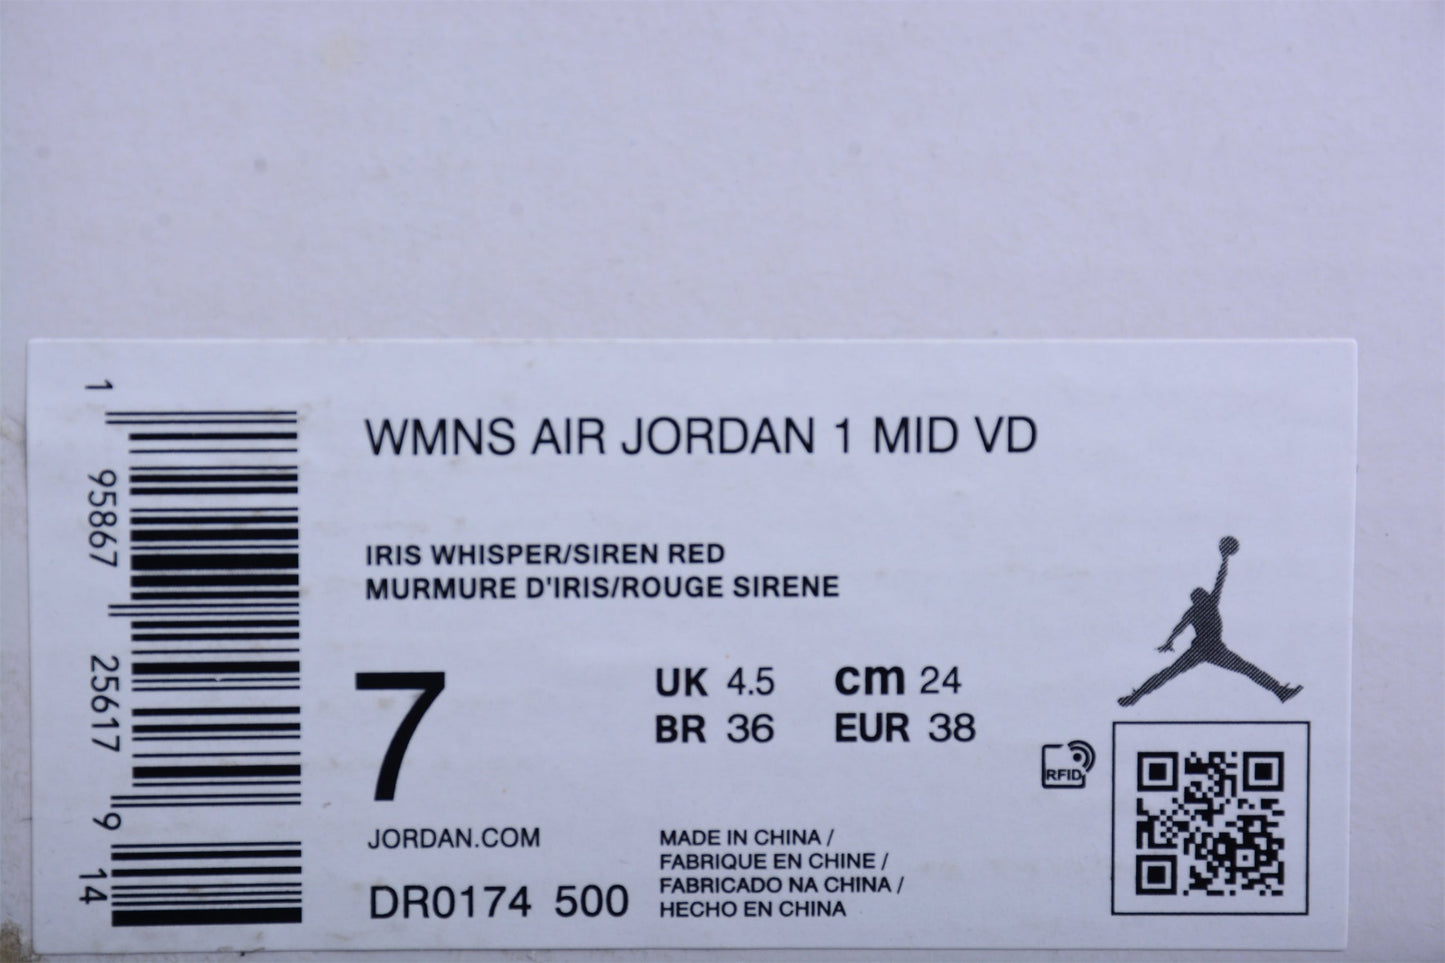 WMNS AIR JORDAN 1 MID VD
IRIS WHISPER/SIREN RED
MURMURE D'IRIS/ROUGE SIRENE
7
UK 4.5 cm 24
BR 36 EUR 38
RFID
JORDAN.COM
DR0174 500
MADE IN CHINA /
FABRIQUE EN CHINE /
FABRICADO NA CHINA /
HECHO EN CHINA
1 95867 25617 9 14